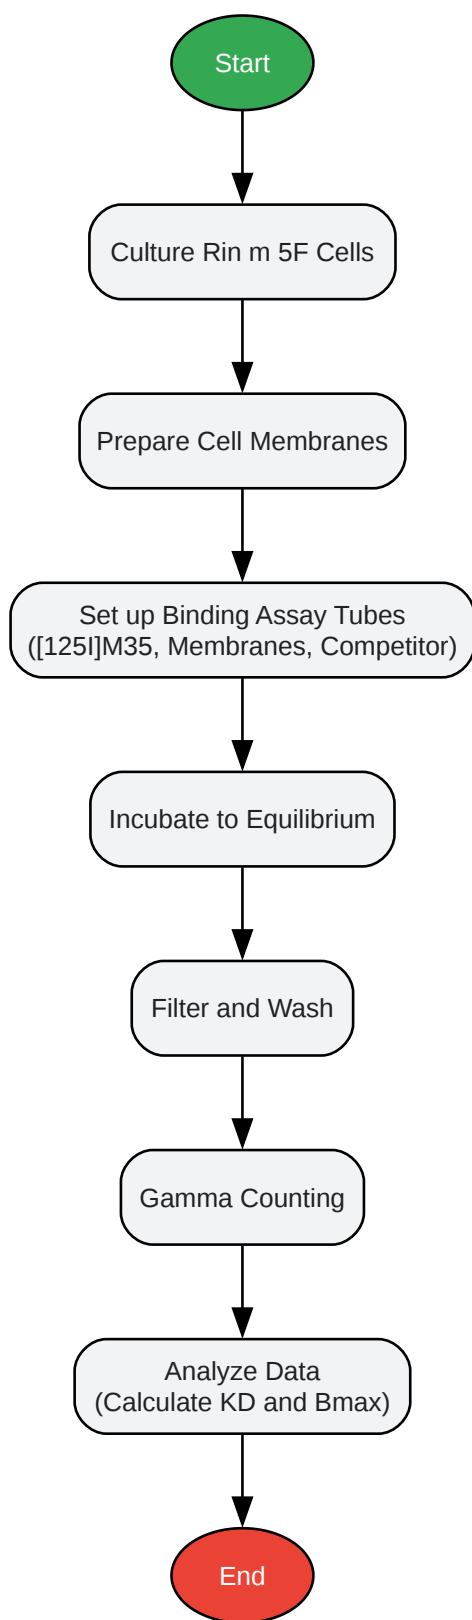 Start
Culture Rin m 5F Cells
Prepare Cell Membranes
Set up Binding Assay Tubes
([125I]M35, Membranes, Competitor)
Incubate to Equilibrium
Filter and Wash
Gamma Counting
Analyze Data
(Calculate KD and Bmax)
End